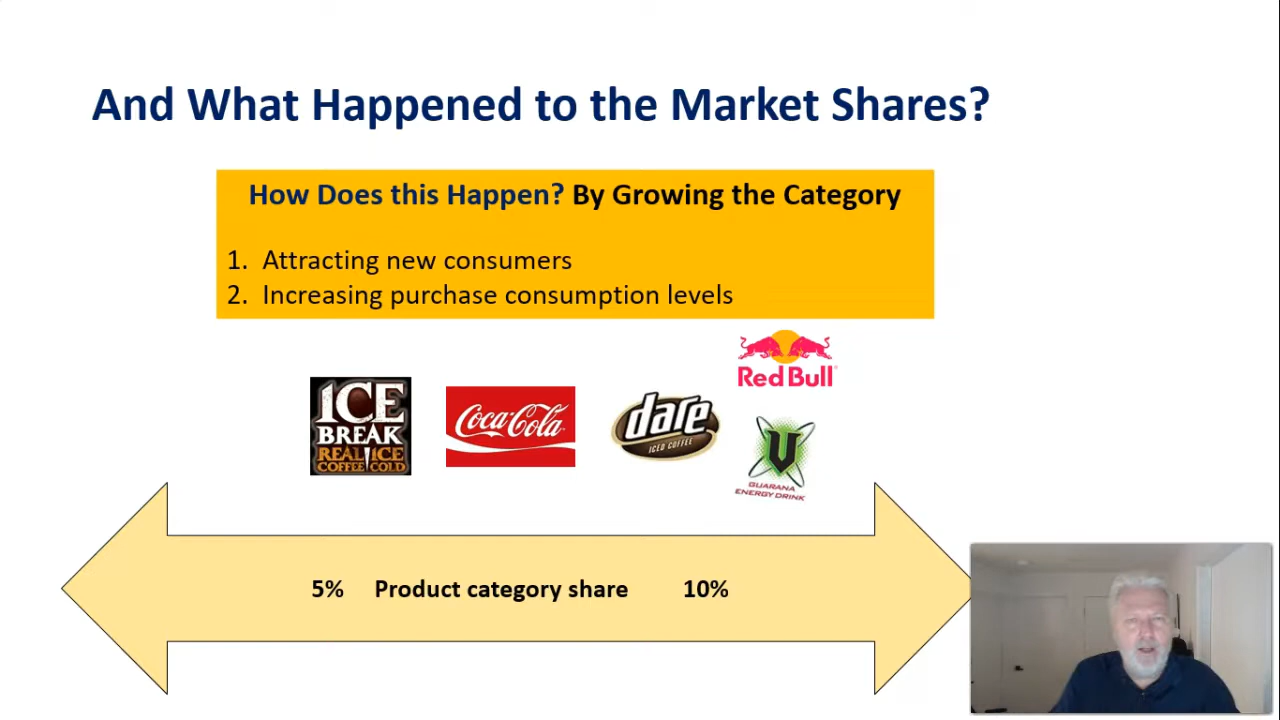 And What Happened to the Market Shares?
How Does this Happen? By Growing the Category
1. Attracting new consumers
2. Increasing purchase consumption levels
ICE
BREAK
REAL ICE
COFFEE COLD
Coca-Cola
dare
ICED COFFEE
Red Bull
V
GUARANA
ENERGY DRINK
5% Product category share 10%